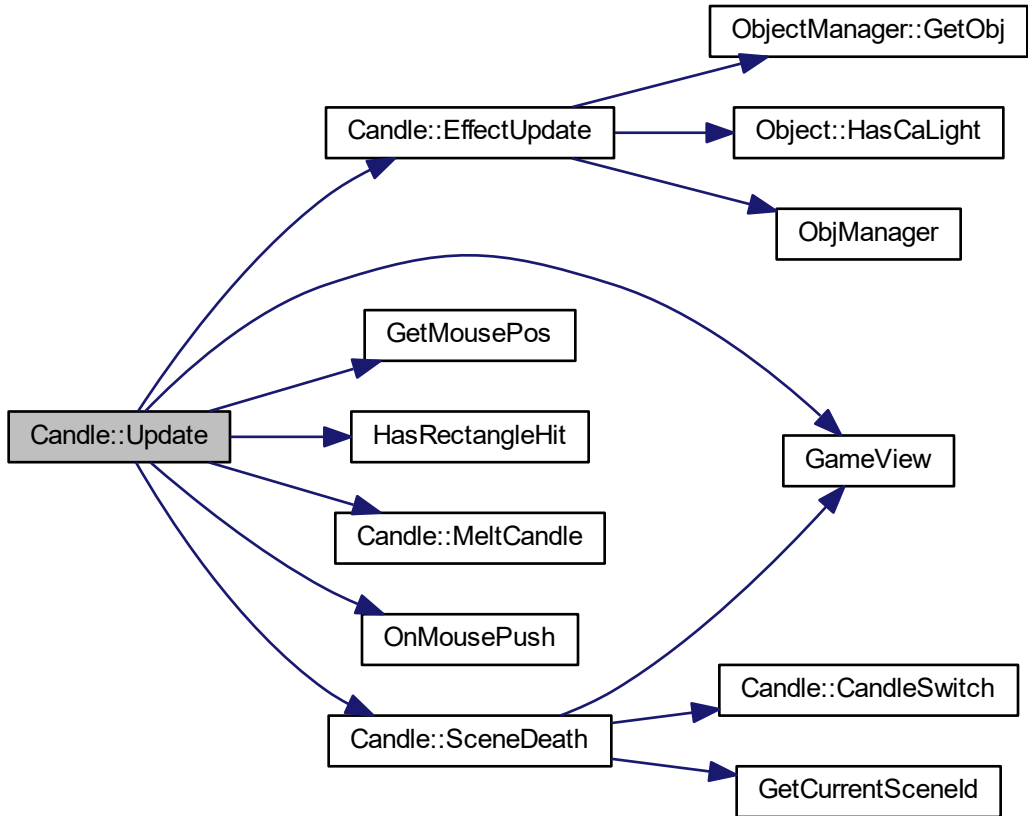 ObjectManager::GetObj
Candle::EffectUpdate
Object::HasCaLight
ObjManager
GetMousePos
Candle::Update
HasRectangleHit
GameView
Candle::MeltCandle
OnMousePush
Candle::CandleSwitch
Candle::SceneDeath
GetCurrentSceneId